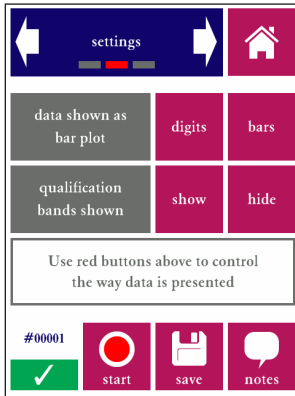 settings
data shown as
bar plot
digits
bars
qualification
bands shown
show
hide
Use red buttons above to control
the way data is presented
#00001
start
save
notes